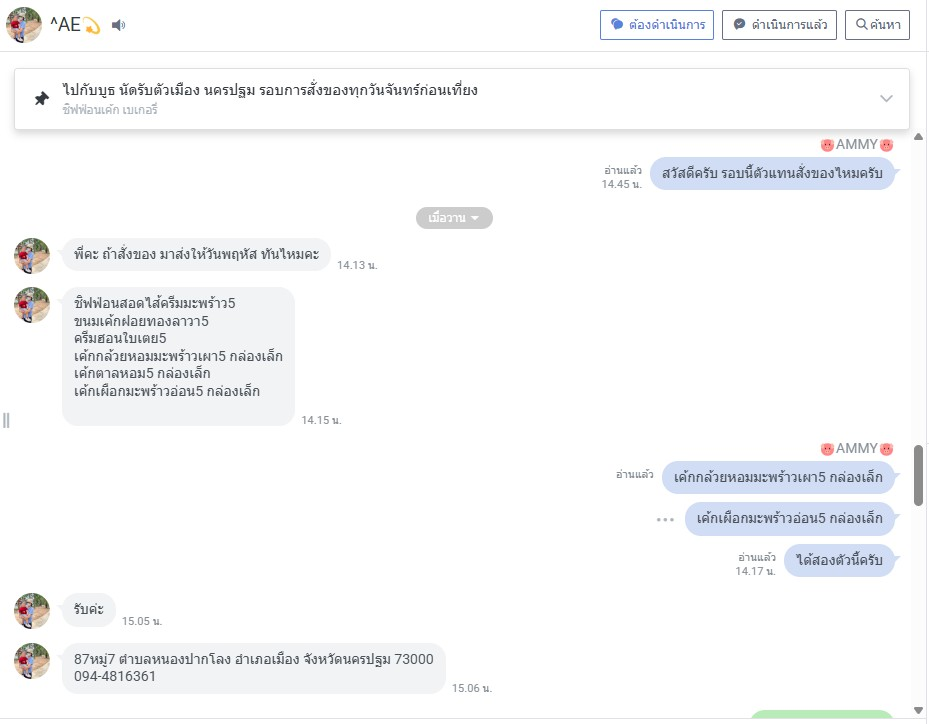 ^AE💫
ต้องดำเนินการ
ดำเนินการแล้ว
ค้นหา
ไปกับบูธ นัดรับตัวเมือง นครปฐม รอบการสั่งของทุกวันจันทร์ก่อนเที่ยง
ชิฟฟ่อนเค้ก เบเกอรี่
🐽AMMY🐽
สวัสดีครับ รอบนี้ตัวแทนสั่งของไหมครับ
อ่านแล้ว
14.45 น.
เมื่อวาน
พี่คะ ถ้าสั่งของ มาส่งให้วันพฤหัส ทันไหมคะ
14.13 น.
ชิฟฟ่อนสอดไส้ครีมมะพร้าว5
ขนมเค้กฝอยทองลาวา5
ครีมฮอนใบเตย5
เค้กกล้วยหอมมะพร้าวเผา5 กล่องเล็ก
เค้กตาลหอม5 กล่องเล็ก
เค้กเผือกมะพร้าวอ่อน5 กล่องเล็ก
14.15 น.
🐽AMMY🐽
เค้กกล้วยหอมมะพร้าวเผา5 กล่องเล็ก
อ่านแล้ว
เค้กเผือกมะพร้าวอ่อน5 กล่องเล็ก
ได้สองตัวนี้ครับ
อ่านแล้ว
14.17 น.
รับค่ะ
15.05 น.
87หมู่7 ตำบลหนองปากโลง อำเภอเมือง จังหวัดนครปฐม 73000
094-4816361
15.06 น.